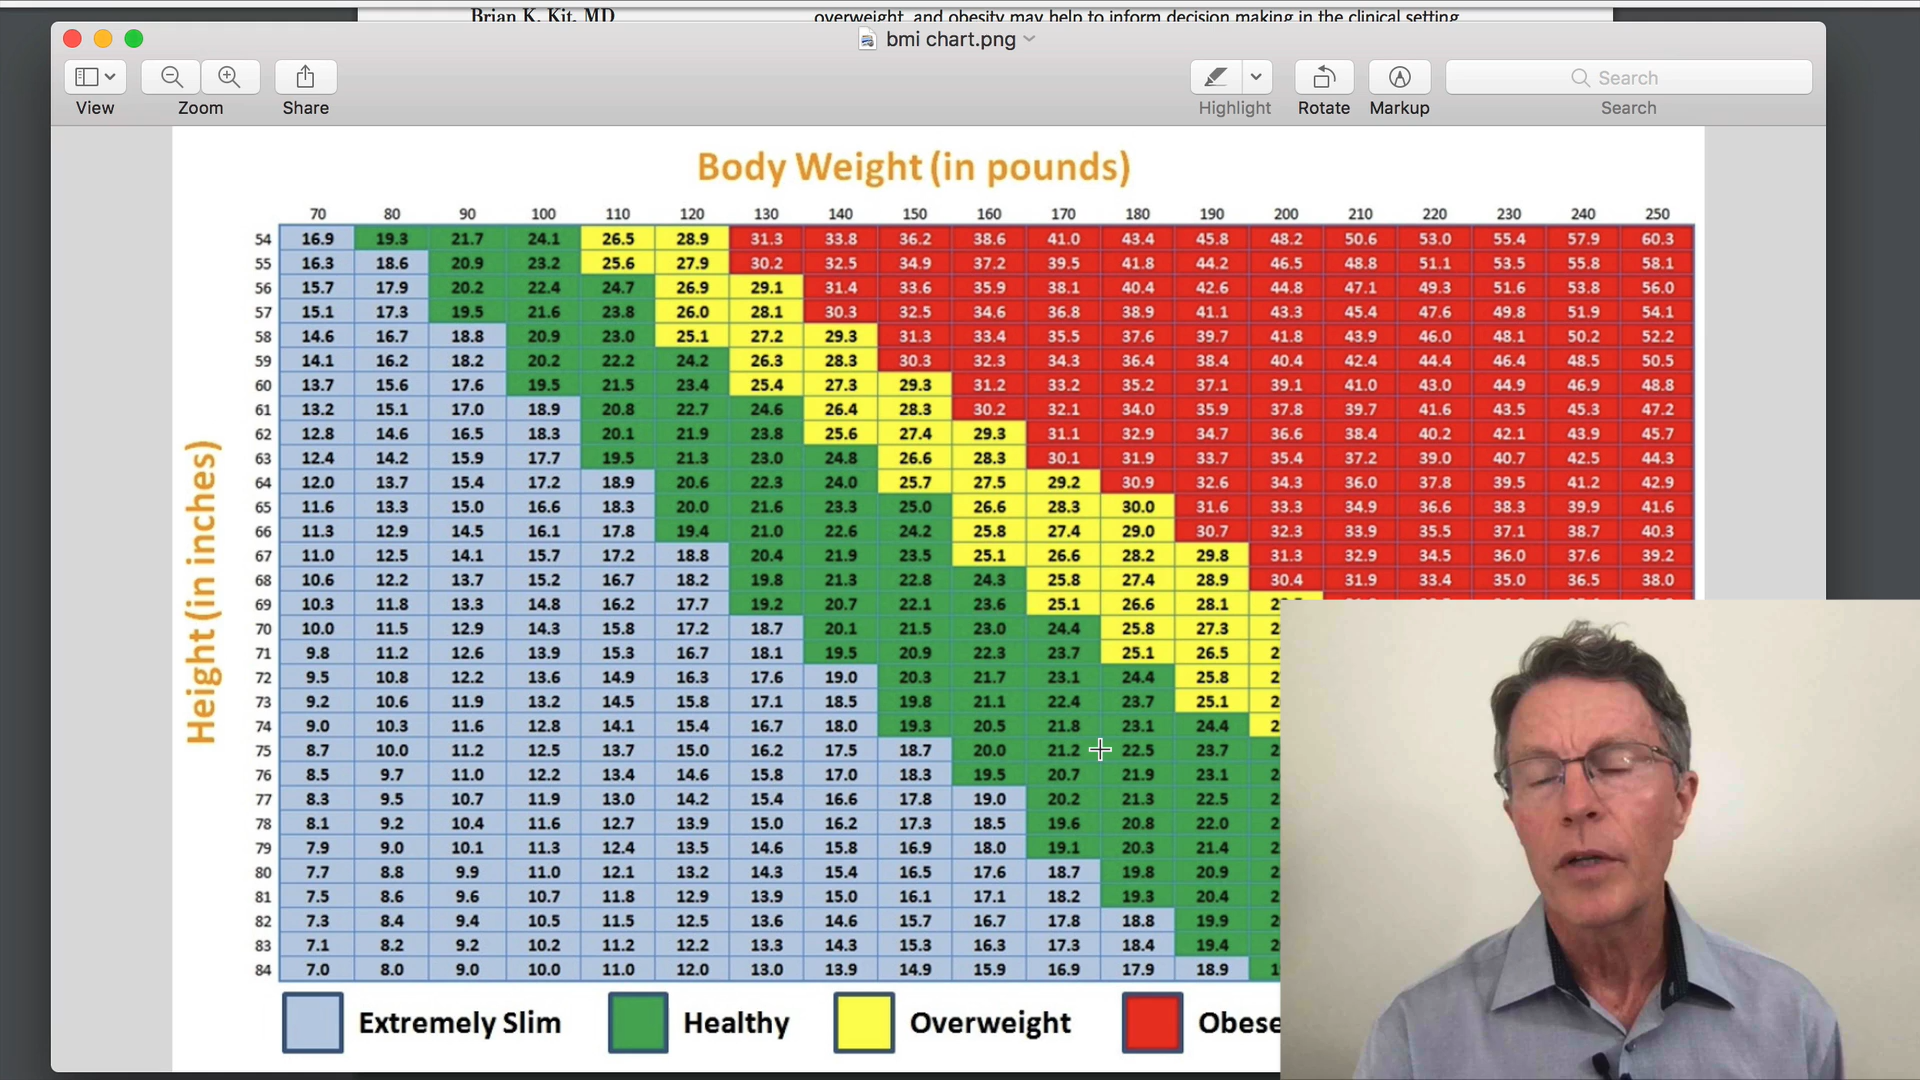 Brian K. Kit, MD
overweight, and obesity may help to inform decision making in the clinical setting
bmi chart.png
Search
View Zoom Share Highlight Rotate Markup Search
Body Weight (in pounds)
70 80 90 100 110 120 130 140 150 160 170 180 190 200 210 220 230 240 250
Height (in inches)
54 16.9 19.3 21.7 24.1 26.5 28.9 31.3 33.8 36.2 38.6 41.0 43.4 45.8 48.2 50.6 53.0 55.4 57.9 60.3
55 16.3 18.6 20.9 23.2 25.6 27.9 30.2 32.5 34.9 37.2 39.5 41.8 44.2 46.5 48.8 51.1 53.5 55.8 58.1
56 15.7 17.9 20.2 22.4 24.7 26.9 29.1 31.4 33.6 35.9 38.1 40.4 42.6 44.8 47.1 49.3 51.6 53.8 56.0
57 15.1 17.3 19.5 21.6 23.8 26.0 28.1 30.3 32.5 34.6 36.8 38.9 41.1 43.3 45.4 47.6 49.8 51.9 54.1
58 14.6 16.7 18.8 20.9 23.0 25.1 27.2 29.3 31.3 33.4 35.5 37.6 39.7 41.8 43.9 46.0 48.1 50.2 52.2
59 14.1 16.2 18.2 20.2 22.2 24.2 26.3 28.3 30.3 32.3 34.3 36.4 38.4 40.4 42.4 44.4 46.4 48.5 50.5
60 13.7 15.6 17.6 19.5 21.5 23.4 25.4 27.3 29.3 31.2 33.2 35.2 37.1 39.1 41.0 43.0 44.9 46.9 48.8
61 13.2 15.1 17.0 18.9 20.8 22.7 24.6 26.4 28.3 30.2 32.1 34.0 35.9 37.8 39.7 41.6 43.5 45.3 47.2
62 12.8 14.6 16.5 18.3 20.1 21.9 23.8 25.6 27.4 29.3 31.1 32.9 34.7 36.6 38.4 40.2 42.1 43.9 45.7
63 12.4 14.2 15.9 17.7 19.5 21.3 23.0 24.8 26.6 28.3 30.1 31.9 33.7 35.4 37.2 39.0 40.7 42.5 44.3
64 12.0 13.7 15.4 17.2 18.9 20.6 22.3 24.0 25.7 27.5 29.2 30.9 32.6 34.3 36.0 37.8 39.5 41.2 42.9
65 11.6 13.3 15.0 16.6 18.3 20.0 21.6 23.3 25.0 26.6 28.3 30.0 31.6 33.3 34.9 36.6 38.3 39.9 41.6
66 11.3 12.9 14.5 16.1 17.8 19.4 21.0 22.6 24.2 25.8 27.4 29.0 30.7 32.3 33.9 35.5 37.1 38.7 40.3
67 11.0 12.5 14.1 15.7 17.2 18.8 20.4 21.9 23.5 25.1 26.6 28.2 29.8 31.3 32.9 34.5 36.0 37.6 39.2
68 10.6 12.2 13.7 15.2 16.7 18.2 19.8 21.3 22.8 24.3 25.8 27.4 28.9 30.4 31.9 33.4 35.0 36.5 38.0
69 10.3 11.8 13.3 14.8 16.2 17.7 19.2 20.7 22.1 23.6 25.1 26.6 28.1
70 10.0 11.5 12.9 14.3 15.8 17.2 18.7 20.1 21.5 23.0 24.4 25.8 27.3
71 9.8 11.2 12.6 13.9 15.3 16.7 18.1 19.5 20.9 22.3 23.7 25.1 26.5
72 9.5 10.8 12.2 13.6 14.9 16.3 17.6 19.0 20.3 21.7 23.1 24.4 25.8
73 9.2 10.6 11.9 13.2 14.5 15.8 17.1 18.5 19.8 21.1 22.4 23.7 25.1
74 9.0 10.3 11.6 12.8 14.1 15.4 16.7 18.0 19.3 20.5 21.8 23.1 24.4
75 8.7 10.0 11.2 12.5 13.7 15.0 16.2 17.5 18.7 20.0 21.2 22.5 23.7
76 8.5 9.7 11.0 12.2 13.4 14.6 15.8 17.0 18.3 19.5 20.7 21.9 23.1
77 8.3 9.5 10.7 11.9 13.0 14.2 15.4 16.6 17.8 19.0 20.2 21.3 22.5
78 8.1 9.2 10.4 11.6 12.7 13.9 15.0 16.2 17.3 18.5 19.6 20.8 22.0
79 7.9 9.0 10.1 11.3 12.4 13.5 14.6 15.8 16.9 18.0 19.1 20.3 21.4
80 7.7 8.8 9.9 11.0 12.1 13.2 14.3 15.4 16.5 17.6 18.7 19.8 20.9
81 7.5 8.6 9.6 10.7 11.8 12.9 13.9 15.0 16.1 17.1 18.2 19.3 20.4
82 7.3 8.4 9.4 10.5 11.5 12.5 13.6 14.6 15.7 16.7 17.8 18.8 19.9
83 7.1 8.2 9.2 10.2 11.2 12.2 13.3 14.3 15.3 16.3 17.3 18.4 19.4
84 7.0 8.0 9.0 10.0 11.0 12.0 13.0 13.9 14.9 15.9 16.9 17.9 18.9
Extremely Slim Healthy Overweight Obese